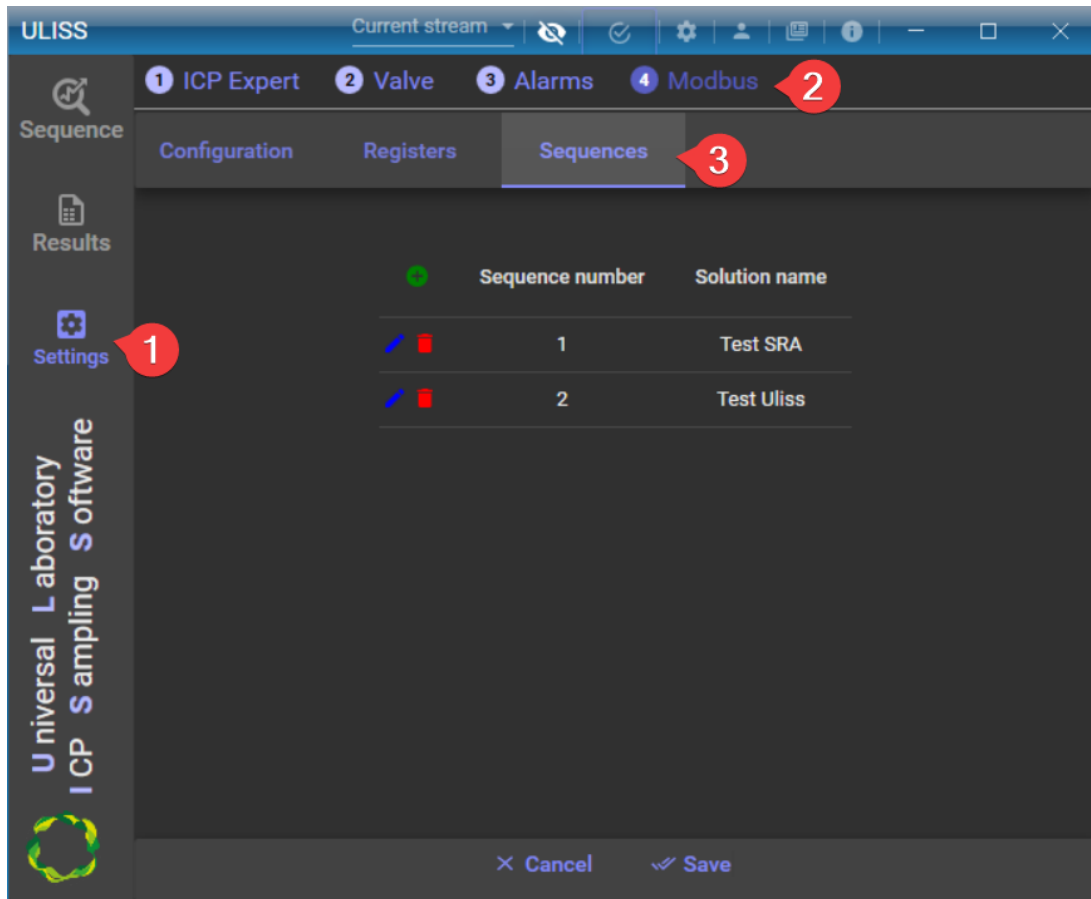 ULISS Current stream
1 ICP Expert 2 Valve 3 Alarms 4 Modbus 2
Sequence
Configuration Registers Sequences 3
Results
Sequence number Solution name
Settings 1
1 Test SRA
2 Test Uliss
U niversal L aboratory
I CP S ampling S oftware
Cancel Save